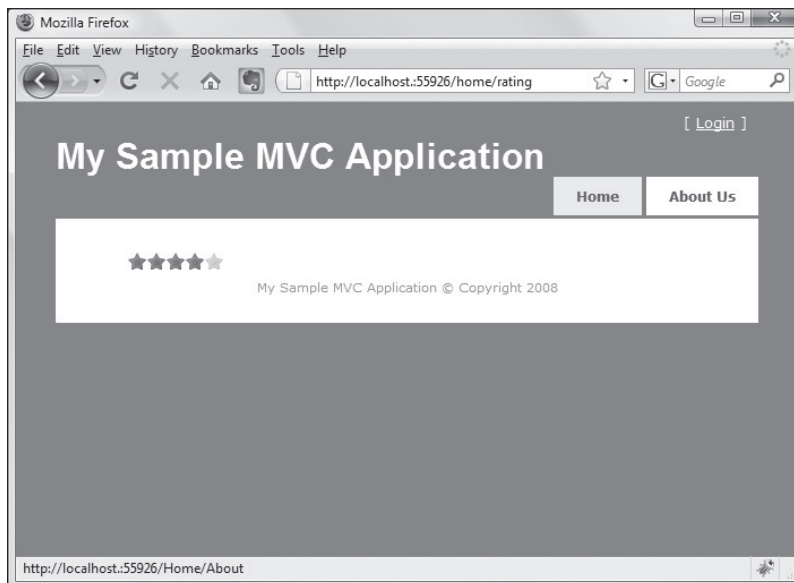 Mozilla Firefox
File Edit View History Bookmarks Tools Help
http://localhost.:55926/home/rating
G Google
[ Login ]
My Sample MVC Application
Home About Us
My Sample MVC Application © Copyright 2008
http://localhost.:55926/Home/About